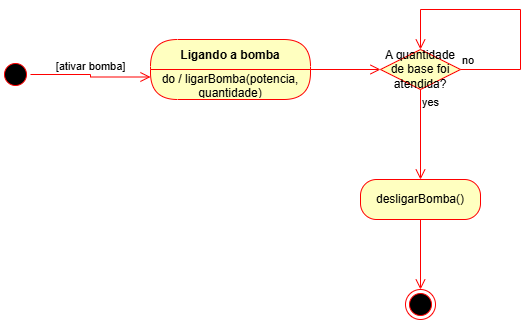 [ativar bomba]
Ligando a bomba
do / ligarBomba(potencia,
quantidade)
A quantidade
de base foi
atendida?
no
yes
desligarBomba()